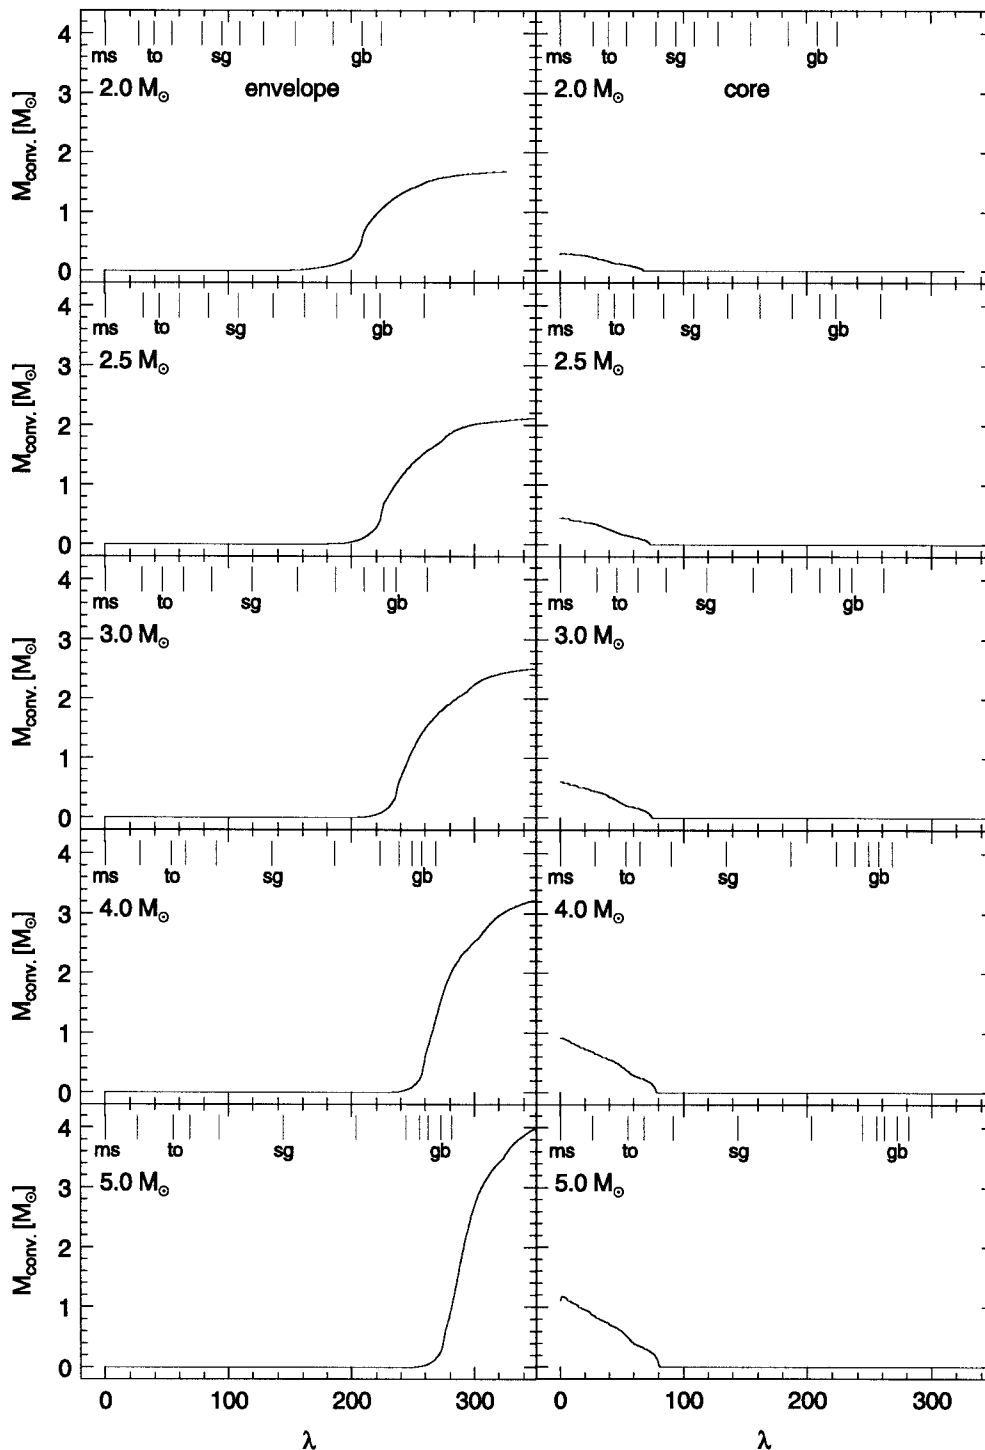 4
ms to sg gb
2.0 M⊙ envelope
3
2
1
0
M_conv. [M⊙]
ms to sg gb
2.0 M⊙ core
4
ms to sg gb
2.5 M⊙
3
2
1
0
M_conv. [M⊙]
ms to sg gb
2.5 M⊙
4
ms to sg gb
3.0 M⊙
3
2
1
0
M_conv. [M⊙]
ms to sg gb
3.0 M⊙
4
ms to sg gb
4.0 M⊙
3
2
1
0
M_conv. [M⊙]
ms to sg gb
4.0 M⊙
4
ms to sg gb
5.0 M⊙
3
2
1
0
M_conv. [M⊙]
ms to sg gb
5.0 M⊙
0 100 200 300
λ
0 100 200 300
λ